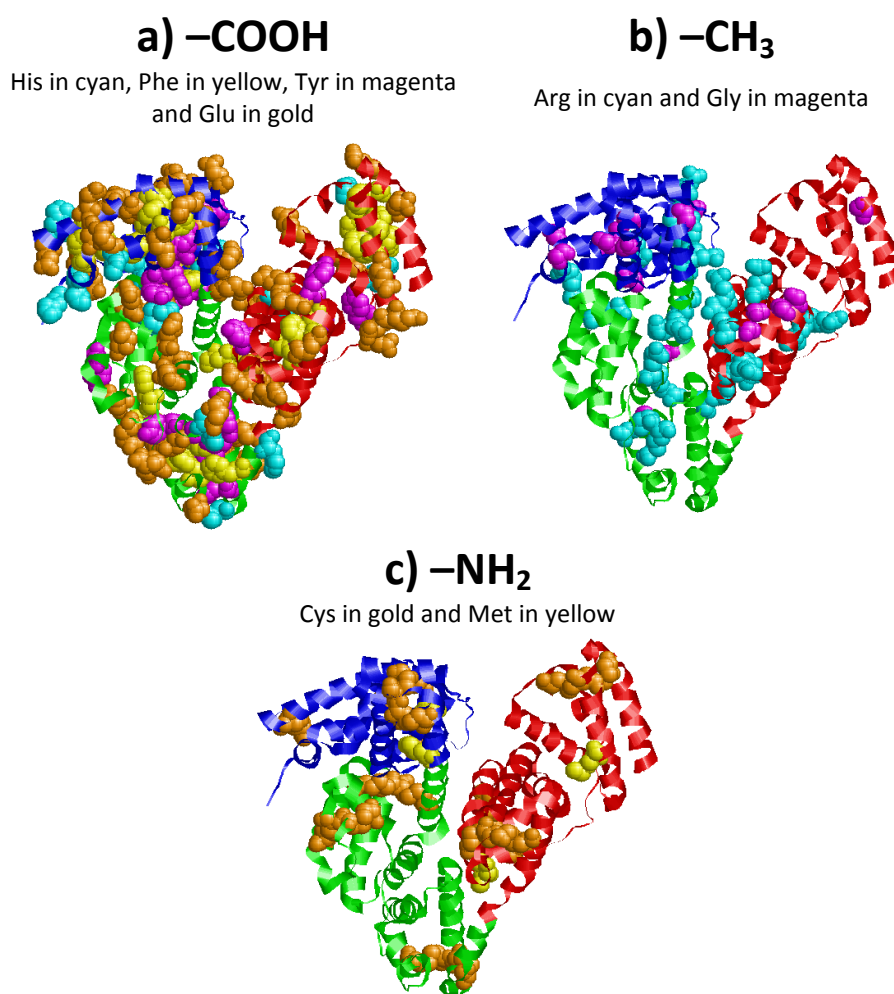 a) –COOH
His in cyan, Phe in yellow, Tyr in magenta
and Glu in gold
b) –CH₃
Arg in cyan and Gly in magenta
c) –NH₂
Cys in gold and Met in yellow